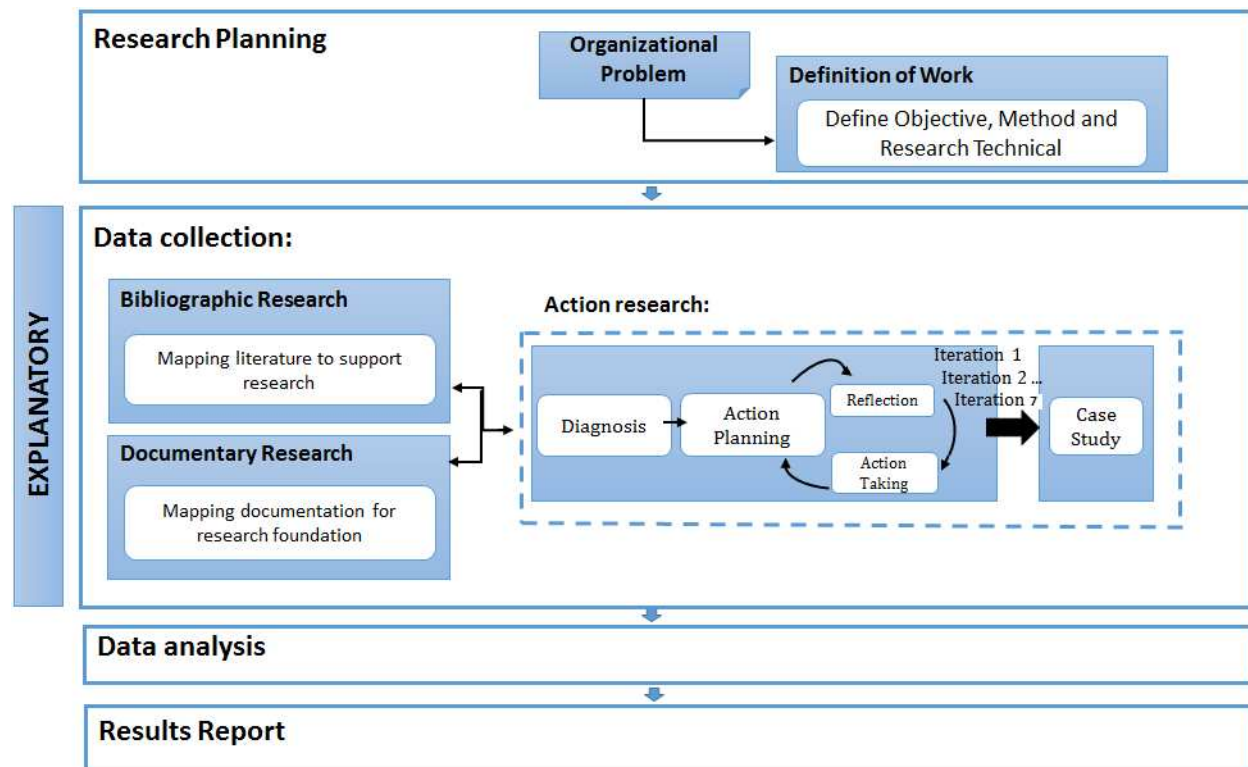 Research Planning
Organizational
Problem
Definition of Work
Define Objective, Method and
Research Technical
EXPLANATORY
Data collection:
Bibliographic Research
Mapping literature to support
research
Documentary Research
Mapping documentation for
research foundation
Action research:
Diagnosis
Action
Planning
Reflection
Action
Taking
Iteration 1
Iteration 2 ...
Iteration 7
Case
Study
Data analysis
Results Report